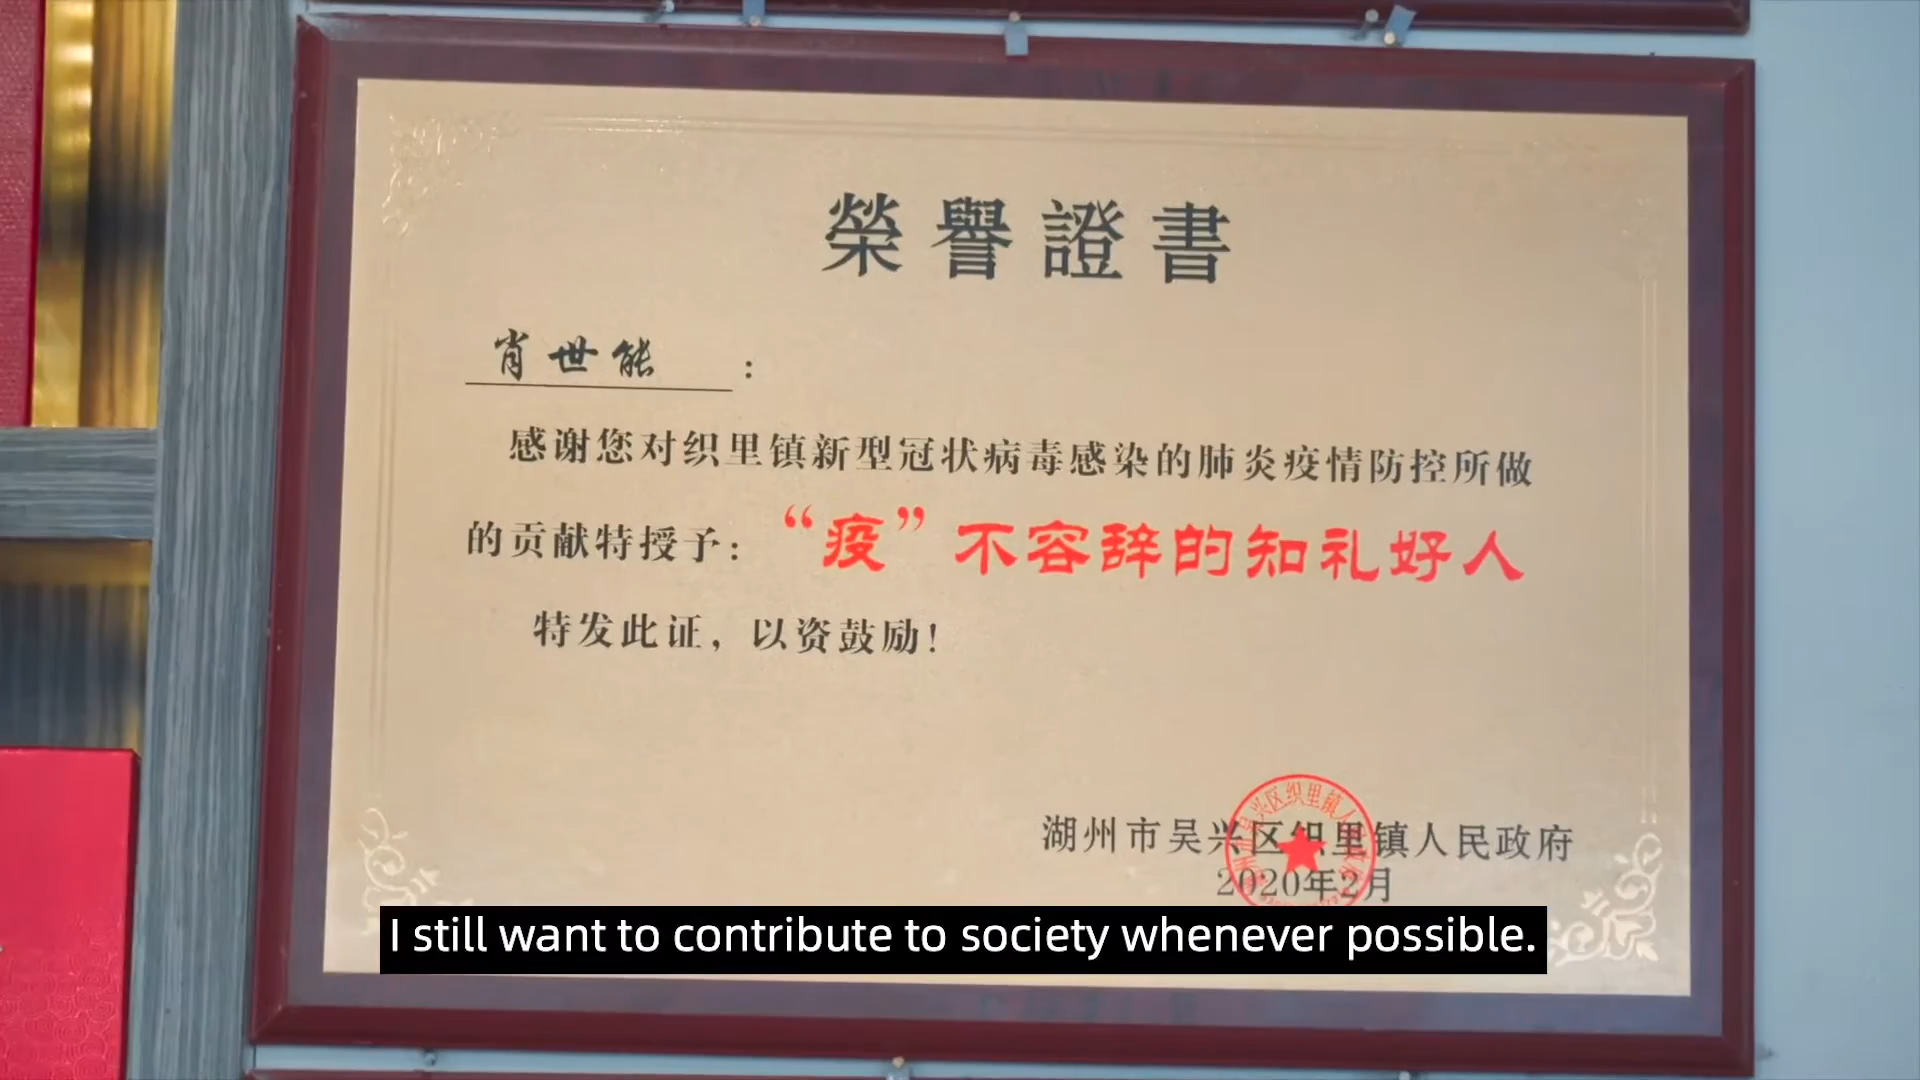 榮譽證書
肖世能：
感谢您对织里镇新型冠状病毒感染的肺炎疫情防控所做
的贡献特授予：“疫”不容辞的知礼好人
特发此证，以资鼓励！
湖州市吴兴区织里镇人民政府
2020年2月
I still want to contribute to society whenever possible.